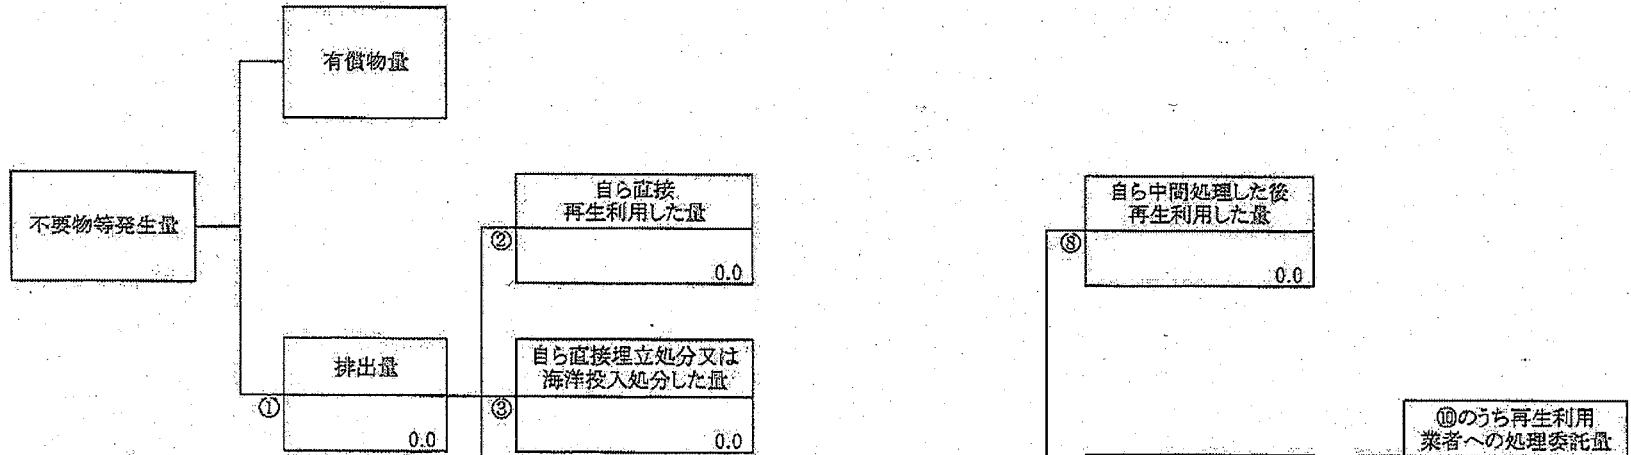 有償物量
不要物等発生量
自ら直接
再生利用した量
②
0.0
自ら中間処理した後
再生利用した量
⑧
0.0
排出量
①
0.0
自ら直接埋立処分又は
海洋投入処分した量
③
0.0
⑩のうち再生利用
業者への処理委託量